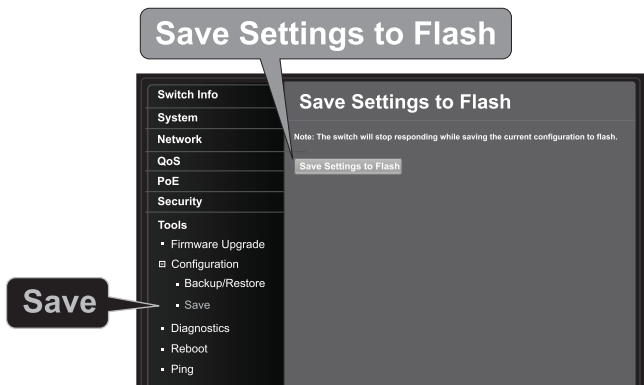 Save Settings to Flash
Switch Info
System
Network
QoS
PoE
Security
Tools
Firmware Upgrade
Configuration
Backup/Restore
Save
Diagnostics
Reboot
Ping
Save Settings to Flash
Note: The switch will stop responding while saving the current configuration to flash.
Save Settings to Flash
Save